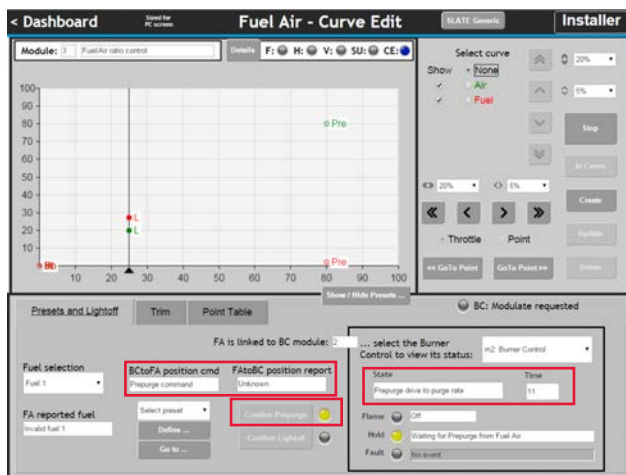 < Dashboard
Sized for
PC screen
Fuel Air - Curve Edit
SLATE Generic
Installer
Module: 3 Fuel/Air ratio control
Details
F: H: V: SU: CE:
100
90
80
70
60
50
40
30
20
10
10 20 30 40 50 60 70 80 90 100
Pre
L
L
Pre
Show / Hide Presets ...
Select curve
Show None
Air
Fuel
20%
5%
Stop
In Curve
Create
Update
Delete
20% 5%
Throttle Point
<< GoTo Point GoTo Point >>
Presets and Lightoff Trim Point Table
BC: Modulate requested
FA is linked to BC module: 2
... select the Burner
Control to view its status: m2: Burner Control
Fuel selection
Fuel 1
BCtoFA position cmd
Prepurge command
FAtoBC position report
Unknown
State Time
Prepurge drive to purge rate 11
FA reported fuel
Invalid fuel 1
Select preset
Define ...
Go to ...
Confirm Prepurge
Confirm Lightoff
Flame Off
Hold Waiting for Prepurge from Fuel Air
Fault No event